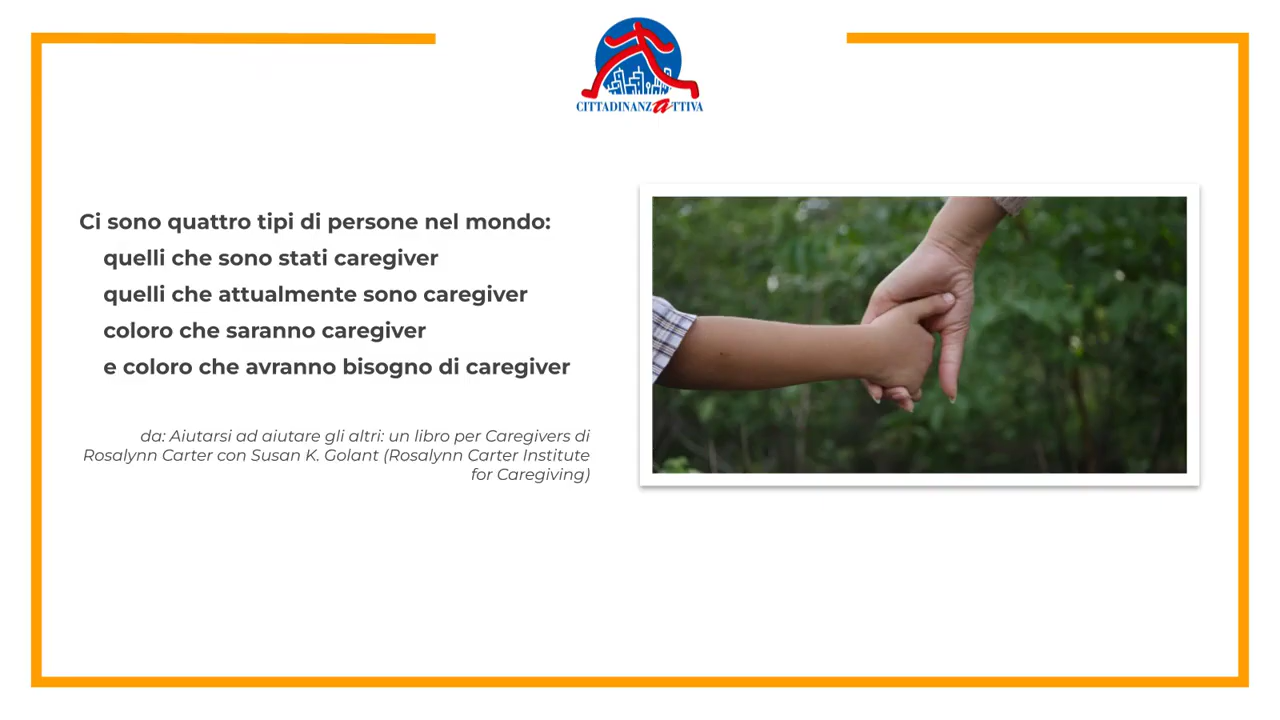 CITTADINANZATTIVA
Ci sono quattro tipi di persone nel mondo:
quelli che sono stati caregiver
quelli che attualmente sono caregiver
coloro che saranno caregiver
e coloro che avranno bisogno di caregiver
da: Aiutarsi ad aiutare gli altri: un libro per Caregivers di
Rosalynn Carter con Susan K. Golant (Rosalynn Carter Institute
for Caregiving)